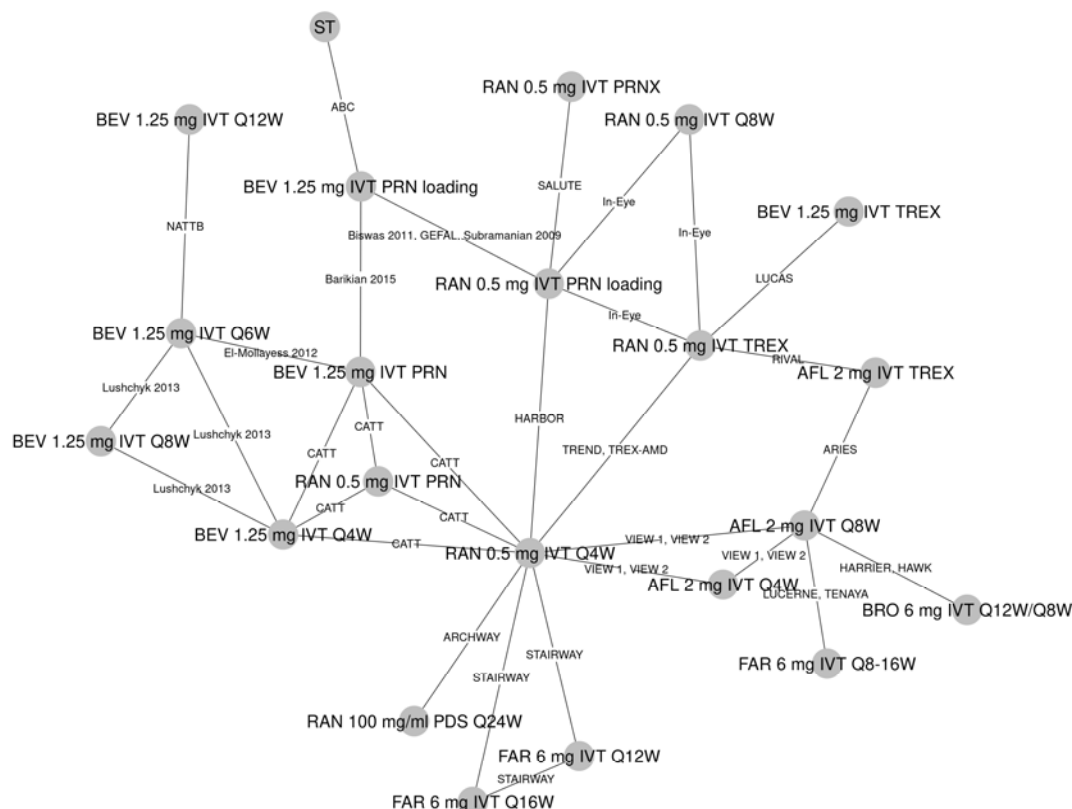 ST
RAN 0.5 mg IVT PRNX
ABC
BEV 1.25 mg IVT Q12W
RAN 0.5 mg IVT Q8W
BEV 1.25 mg IVT PRN loading
SALUTE
In-Eye
BEV 1.25 mg IVT TREX
NATTB
Biswas 2011, GEFAL, Subramanian 2009
In-Eye
Barikian 2015
RAN 0.5 mg IVT PRN loading
LUCAS
In-Eye
BEV 1.25 mg IVT Q6W
RAN 0.5 mg IVT TREX
El-Mollayess 2012
RIVAL
BEV 1.25 mg IVT PRN
AFL 2 mg IVT TREX
Lushchyk 2013
HARBOR
BEV 1.25 mg IVT Q8W
Lushchyk 2013
CATT
CATT
CATT
TREND, TREX-AMD
ARIES
RAN 0.5 mg IVT PRN
Lushchyk 2013
CATT
CATT
AFL 2 mg IVT Q8W
BEV 1.25 mg IVT Q4W
CATT
RAN 0.5 mg IVT Q4W
VIEW 1, VIEW 2
VIEW 1, VIEW 2
VIEW 1, VIEW 2
HARRIER, HAWK
AFL 2 mg IVT Q4W
LUCERNE, TENAYA
BRO 6 mg IVT Q12W/Q8W
ARCHWAY
STAIRWAY
FAR 6 mg IVT Q8-16W
STAIRWAY
RAN 100 mg/ml PDS Q24W
FAR 6 mg IVT Q12W
STAIRWAY
FAR 6 mg IVT Q16W